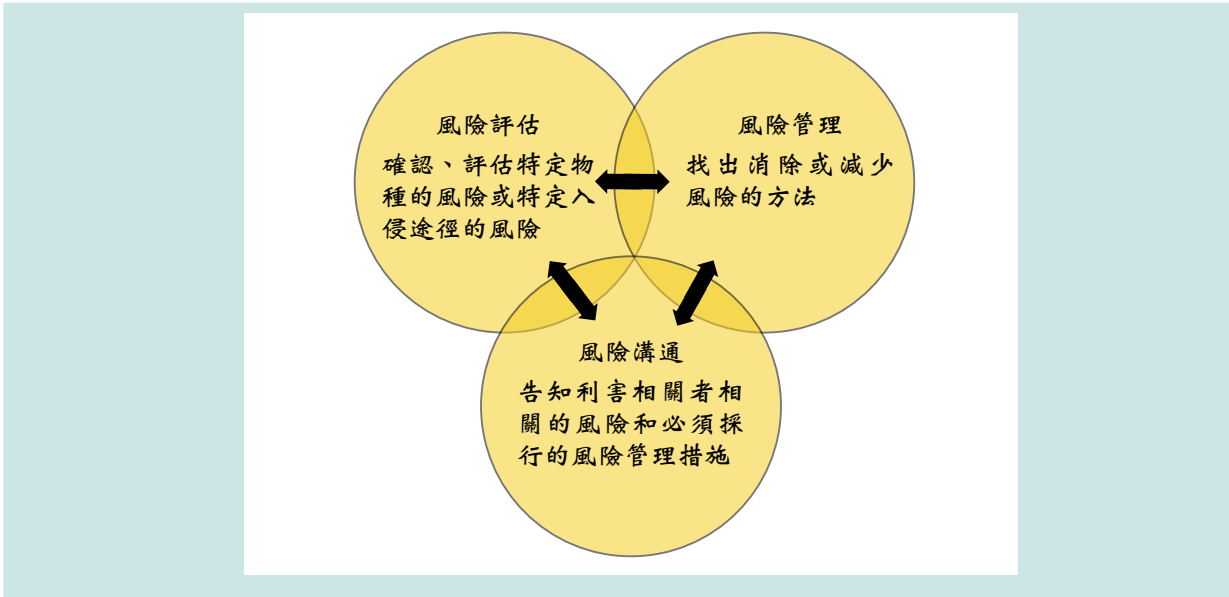 風險評估
確認、評估特定物
種的風險或特定入
侵途徑的風險
風險管理
找出消除或減少
風險的方法
風險溝通
告知利害相關者相
關的風險和必須採
行的風險管理措施